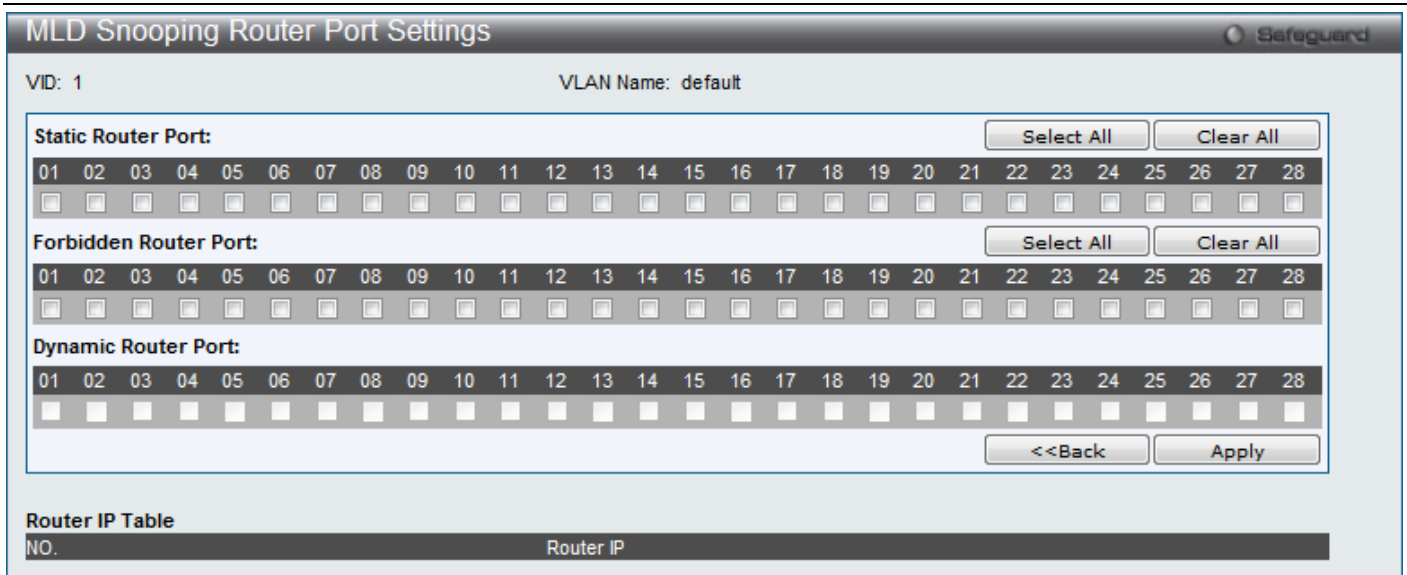 MLD Snooping Router Port Settings Safeguard
VID: 1 VLAN Name: default
Static Router Port: Select All Clear All
01 02 03 04 05 06 07 08 09 10 11 12 13 14 15 16 17 18 19 20 21 22 23 24 25 26 27 28
Forbidden Router Port: Select All Clear All
01 02 03 04 05 06 07 08 09 10 11 12 13 14 15 16 17 18 19 20 21 22 23 24 25 26 27 28
Dynamic Router Port:
01 02 03 04 05 06 07 08 09 10 11 12 13 14 15 16 17 18 19 20 21 22 23 24 25 26 27 28
<<Back Apply
Router IP Table
NO. Router IP